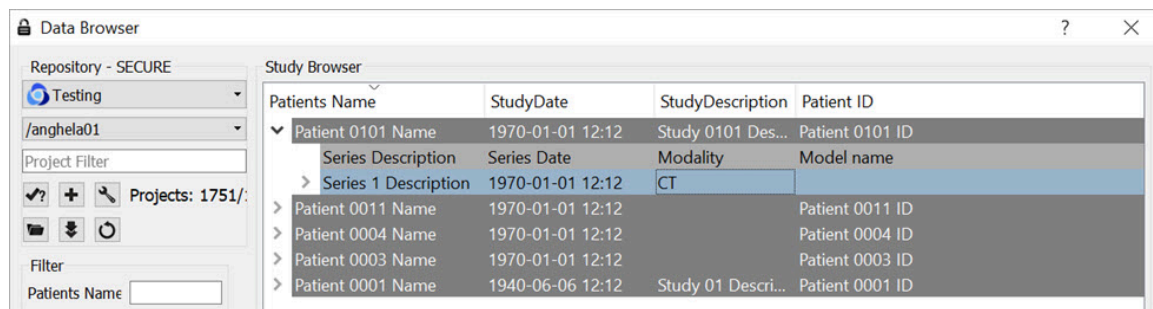 Data Browser ?
Repository - SECURE
Testing
/anghela01
Project Filter
Projects: 1751/
Filter
Patients Name
Study Browser
Patients Name StudyDate StudyDescription Patient ID
Patient 0101 Name 1970-01-01 12:12 Study 0101 Des... Patient 0101 ID
Series Description Series Date Modality Model name
Series 1 Description 1970-01-01 12:12 CT
Patient 0011 Name 1970-01-01 12:12 Patient 0011 ID
Patient 0004 Name 1970-01-01 12:12 Patient 0004 ID
Patient 0003 Name 1970-01-01 12:12 Patient 0003 ID
Patient 0001 Name 1940-06-06 12:12 Study 01 Descri... Patient 0001 ID